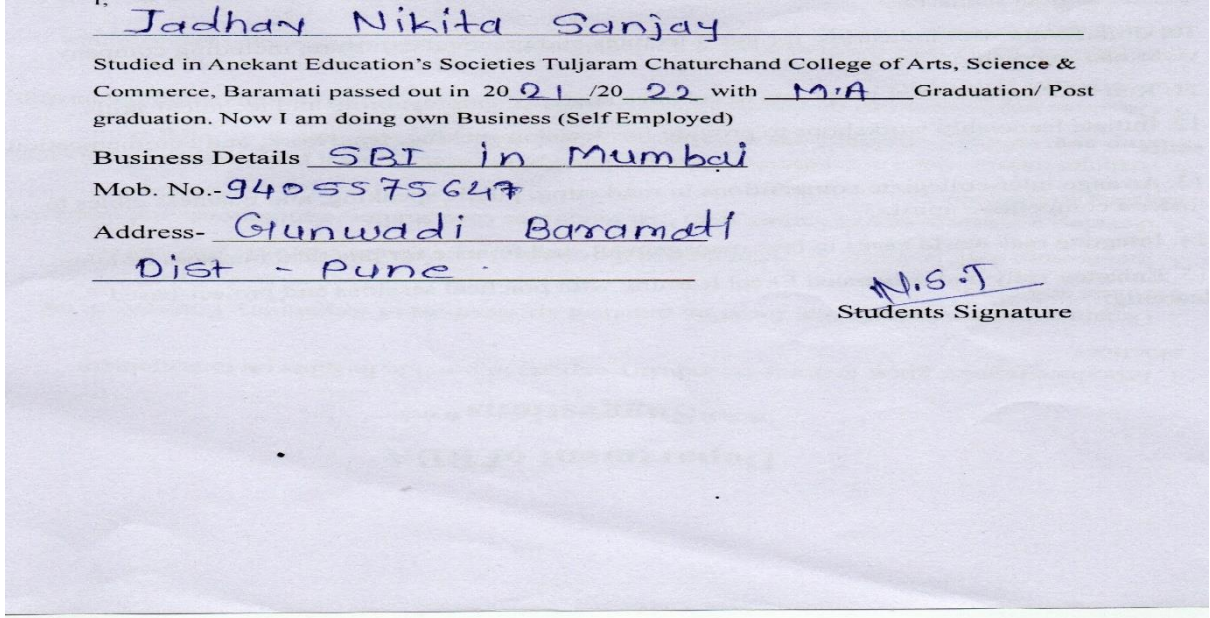 Jadhav Nikita Sanjay
Studied in Anekant Education's Societies Tuljaram Chaturchand College of Arts, Science &
Commerce, Baramati passed out in 2021 /2022 with M.A Graduation/ Post
graduation. Now I am doing own Business (Self Employed)
Business Details SBI in Mumbai
Mob. No.-9405575647
Address- Gunwadi Baramati
Dist - Pune.
N.S.J
Students Signature